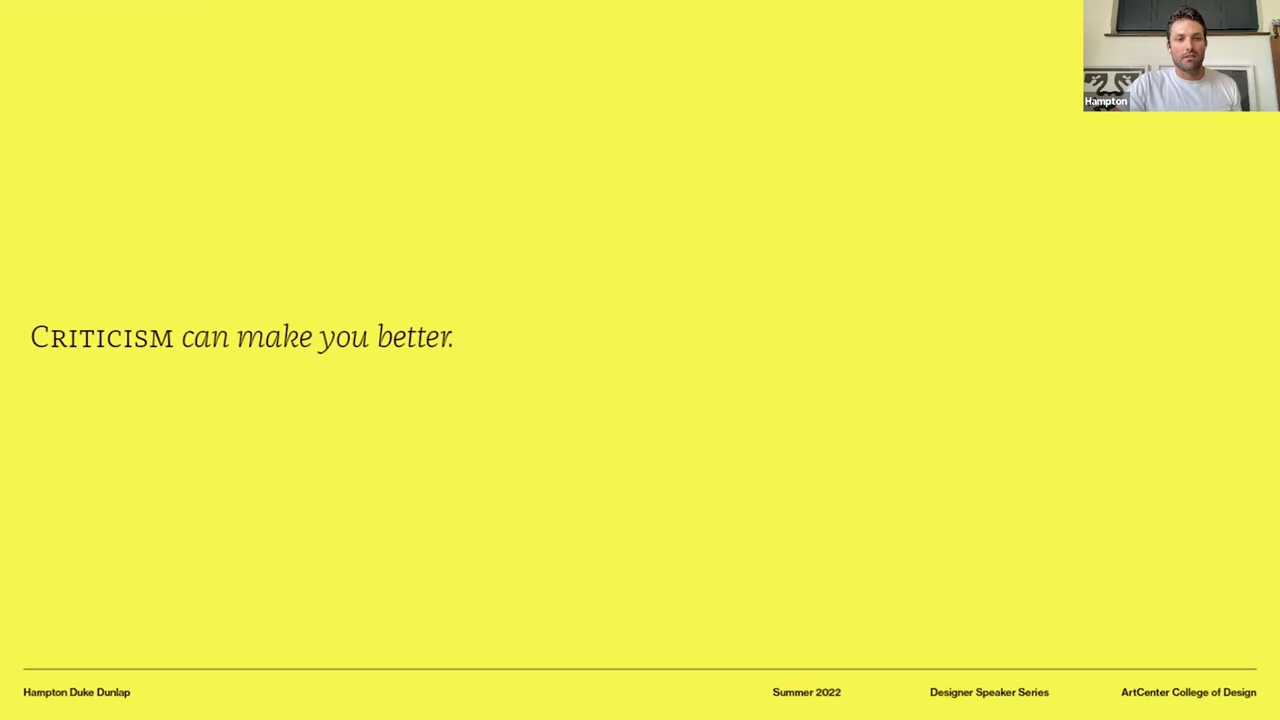 Hampton
Criticism can make you better.
Hampton Duke Dunlap
Summer 2022
Designer Speaker Series
ArtCenter College of Design